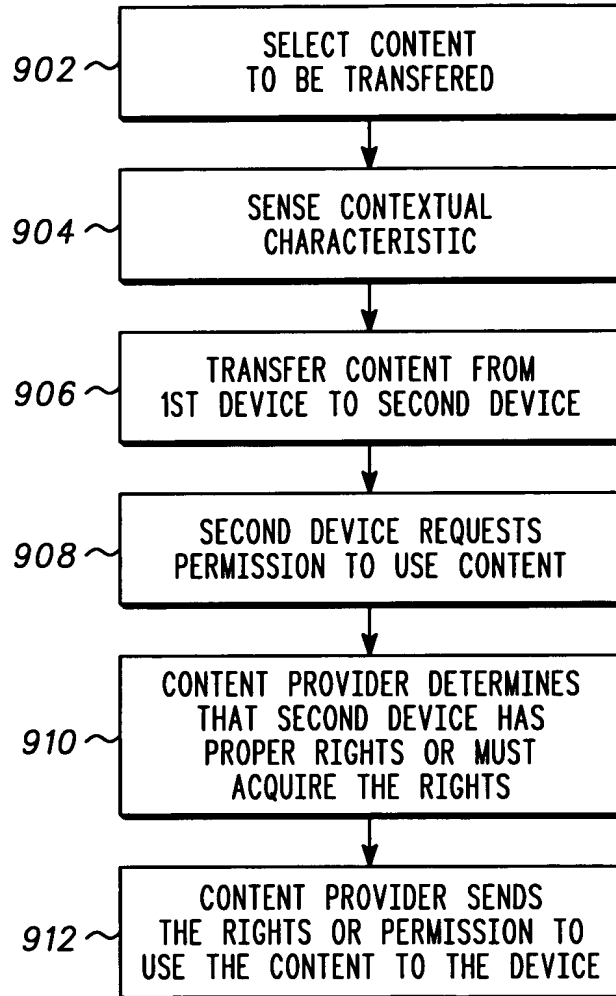 902
SELECT CONTENT
TO BE TRANSFERED
904
SENSE CONTEXTUAL
CHARACTERISTIC
906
TRANSFER CONTENT FROM
1ST DEVICE TO SECOND DEVICE
908
SECOND DEVICE REQUESTS
PERMISSION TO USE CONTENT
910
CONTENT PROVIDER DETERMINES
THAT SECOND DEVICE HAS
PROPER RIGHTS OR MUST
ACQUIRE THE RIGHTS
912
CONTENT PROVIDER SENDS
THE RIGHTS OR PERMISSION TO
USE THE CONTENT TO THE DEVICE